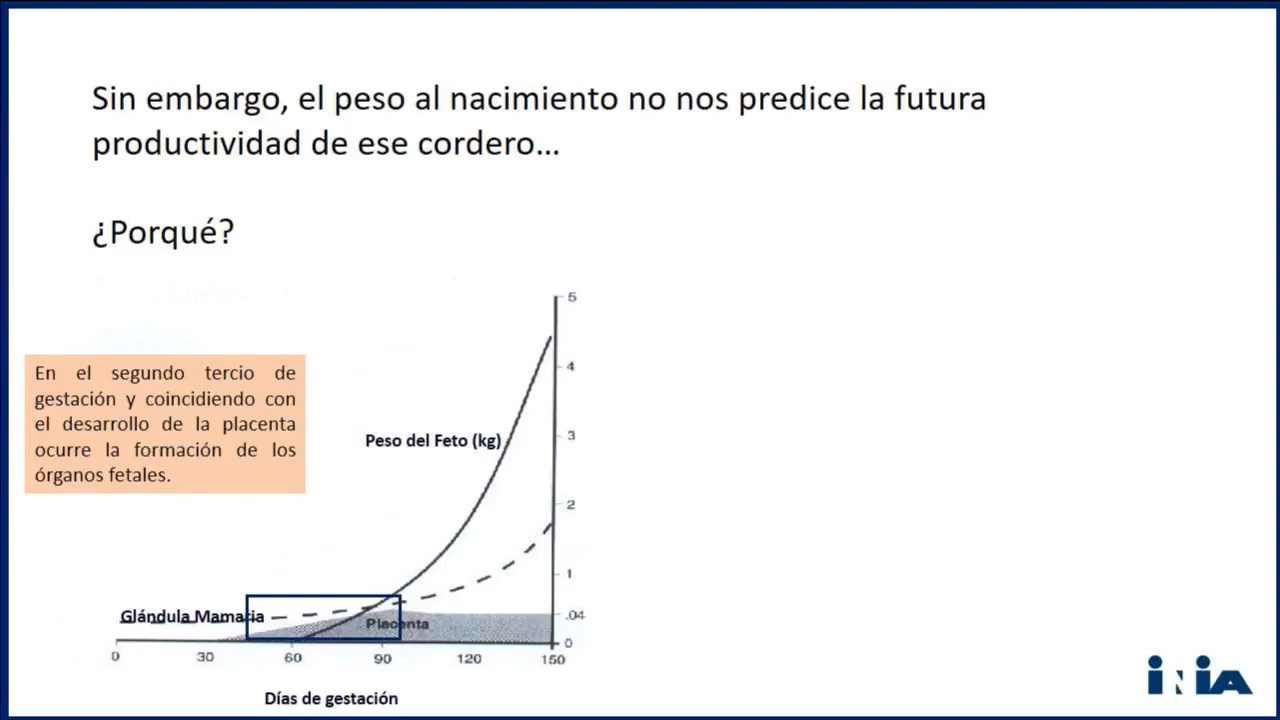 Sin embargo, el peso al nacimiento no nos predice la futura
productividad de ese cordero...
¿Porqué?
En el segundo tercio de
gestación y coincidiendo con
el desarrollo de la placenta
ocurre la formación de los
órganos fetales.
Peso del Feto (kg)
Glándula Mamaria
Placenta
5
4
3
2
1
.04
0
0 30 60 90 120 150
Días de gestación
INIA